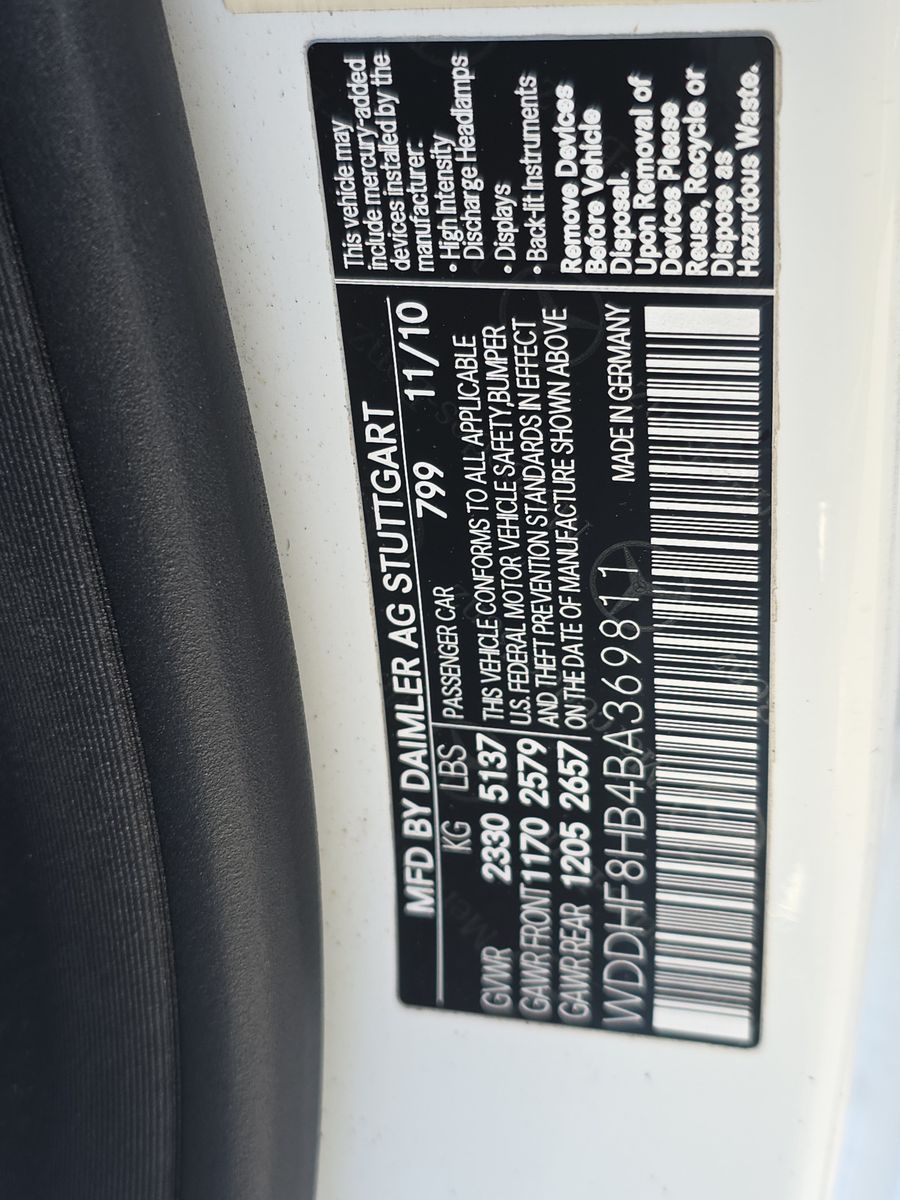 MFD BY DAIMLER AG STUTTGART
KG LBS PASSENGER CAR 799 11/10
GVWR 2330 5137
GAWR FRONT 1170 2579
GAWR REAR 1205 2657
THIS VEHICLE CONFORMS TO ALL APPLICABLE
U.S. FEDERAL MOTOR VEHICLE SAFETY,BUMPER
AND THEFT PREVENTION STANDARDS IN EFFECT
ON THE DATE OF MANUFACTURE SHOWN ABOVE
WDDHF8HB4BA369811 MADE IN GERMANY
This vehicle may
include mercury-added
devices installed by the
manufacturer:
• High Intensity
Discharge Headlamps
• Displays
• Back-lit Instruments
Remove Devices
Before Vehicle
Disposal.
Upon Removal of
Devices Please
Reuse, Recycle or
Dispose as
Hazardous Waste.